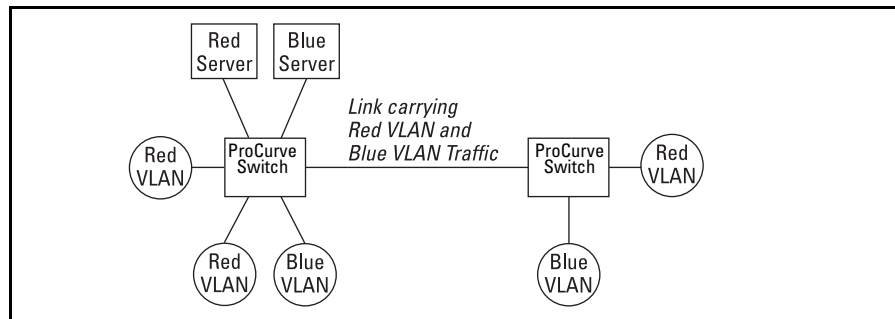 Red
Server
Blue
Server
Link carrying
Red VLAN and
Blue VLAN Traffic
Red
VLAN
ProCurve
Switch
ProCurve
Switch
Red
VLAN
Red
VLAN
Blue
VLAN
Blue
VLAN